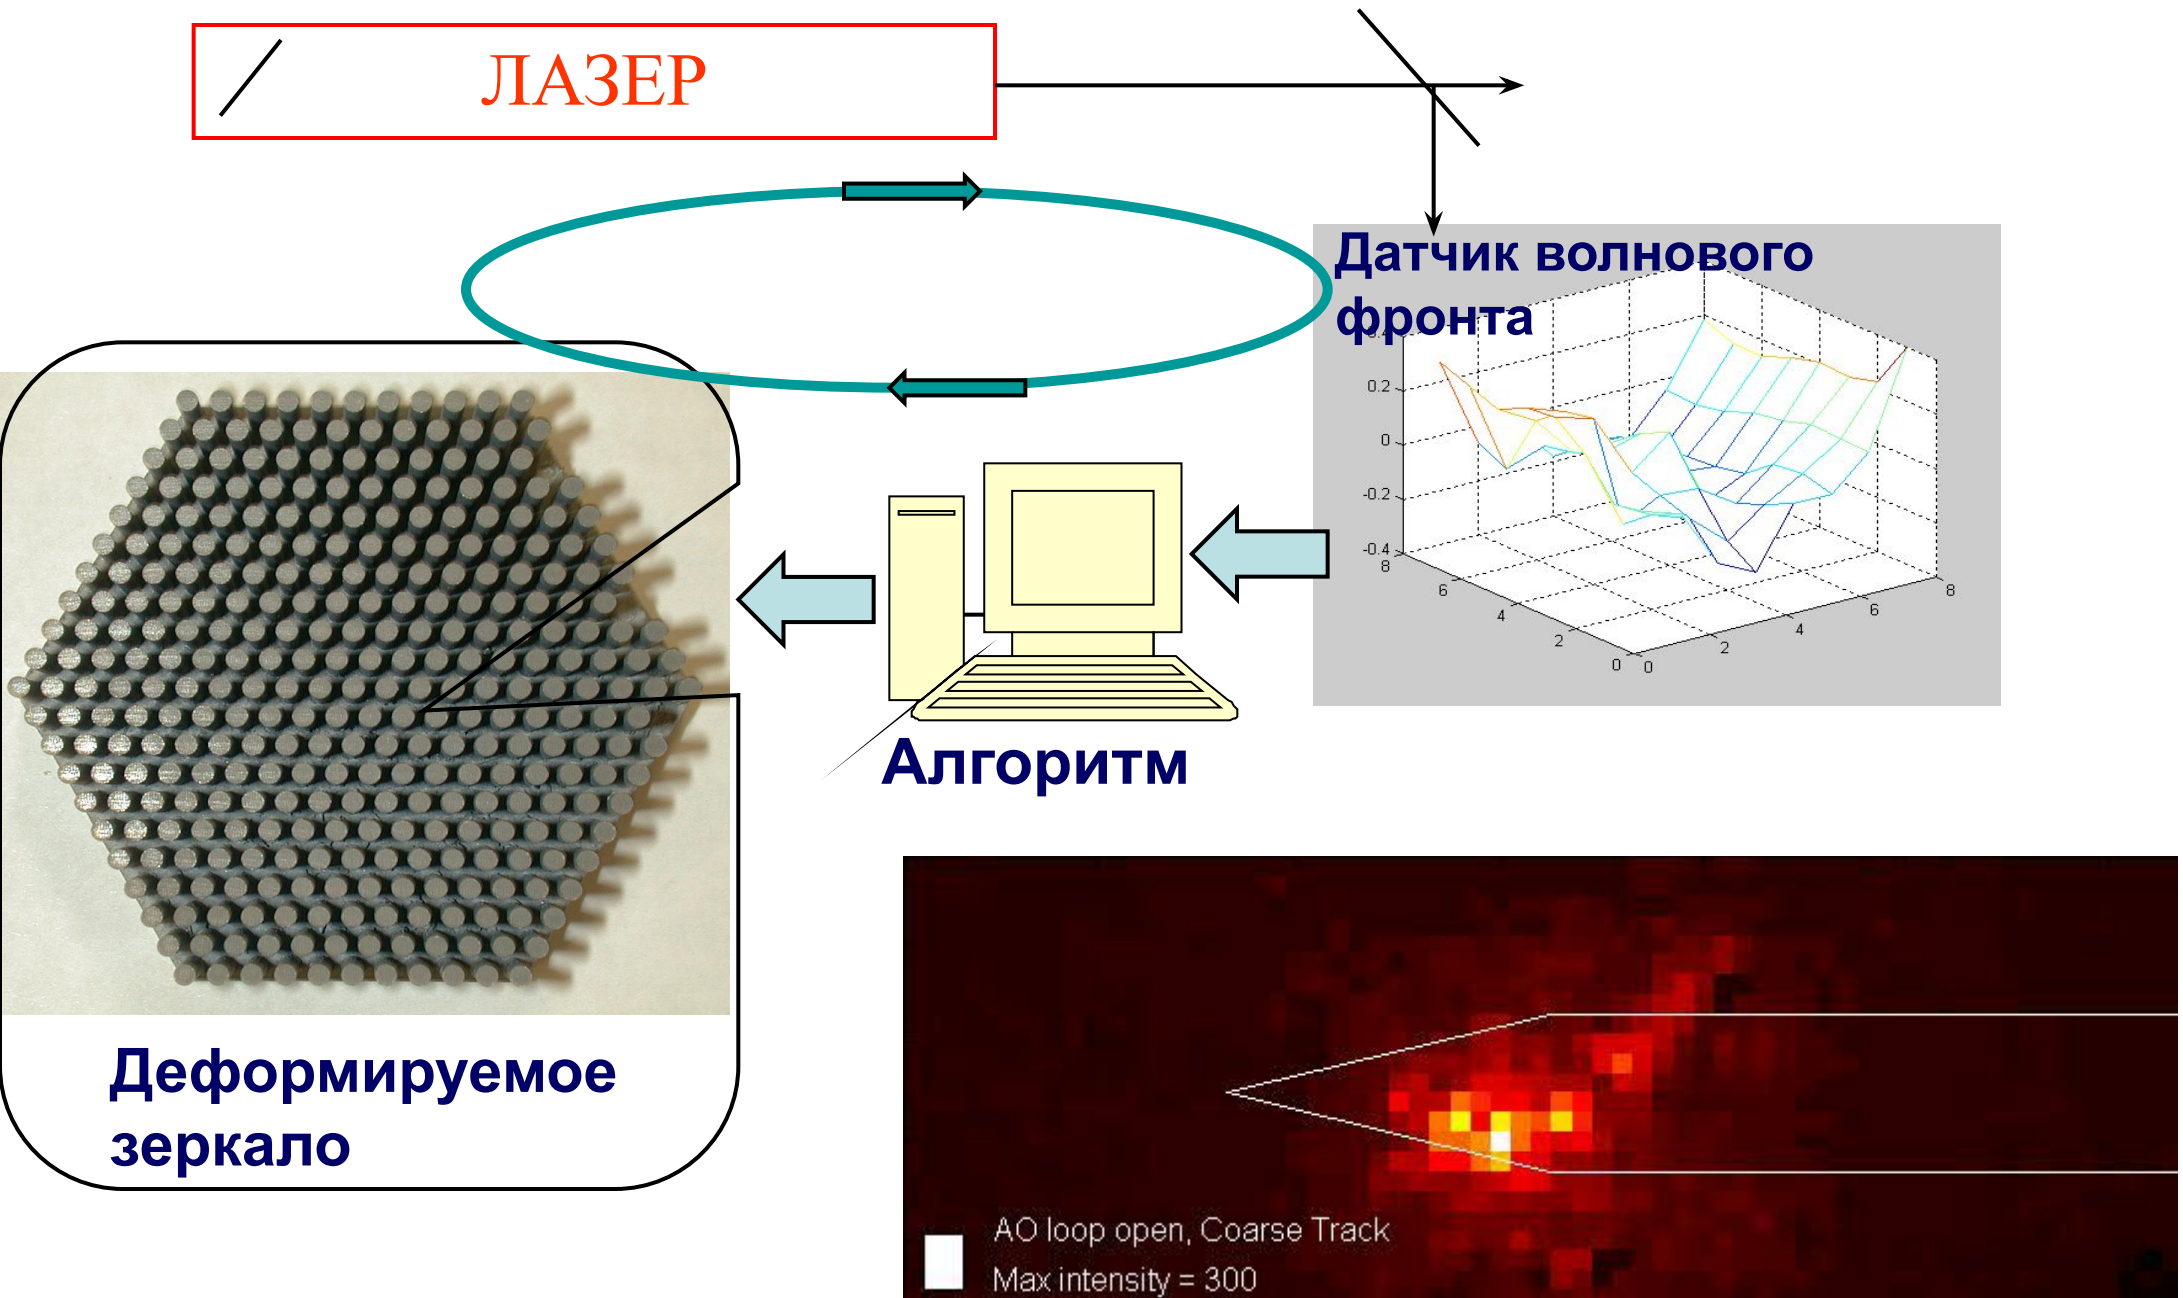 ЛАЗЕР
Датчик волнового
фронта
0.2
0
-0.2
-0.4
8
6
4
2
0
0
2
4
6
8
Алгоритм
Деформируемое
зеркало
AO loop open, Coarse Track
Max intensity = 300